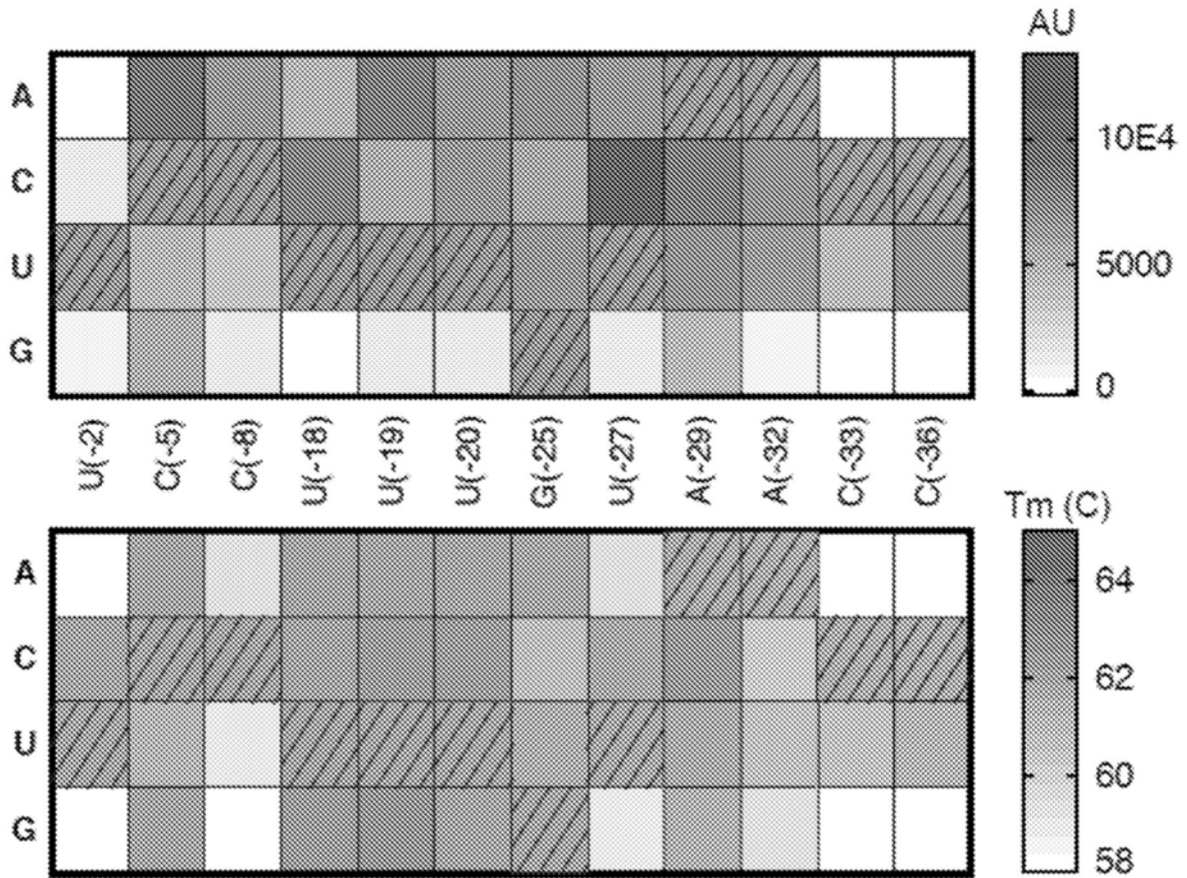 AU
A
C
U
G
10E4
5000
0
U(-2) C(-5) C(-8) U(-18) U(-19) U(-20) G(-25) U(-27) A(-29) A(-32) C(-33) C(-36)
Tm (C)
A
C
U
G
64
62
60
58